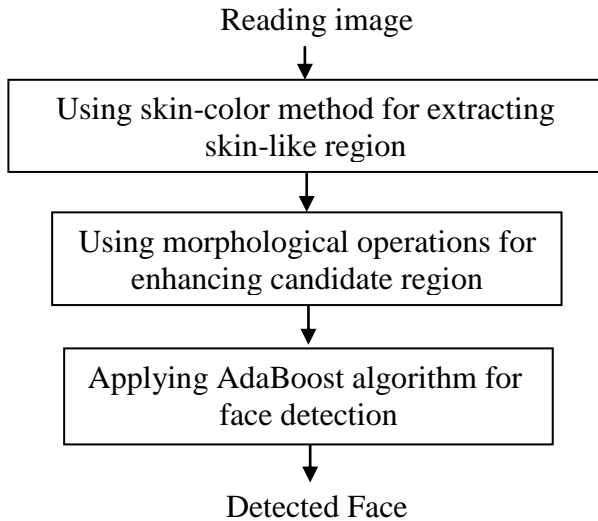 Reading image
Using skin-color method for extracting
skin-like region
Using morphological operations for
enhancing candidate region
Applying AdaBoost algorithm for
face detection
Detected Face